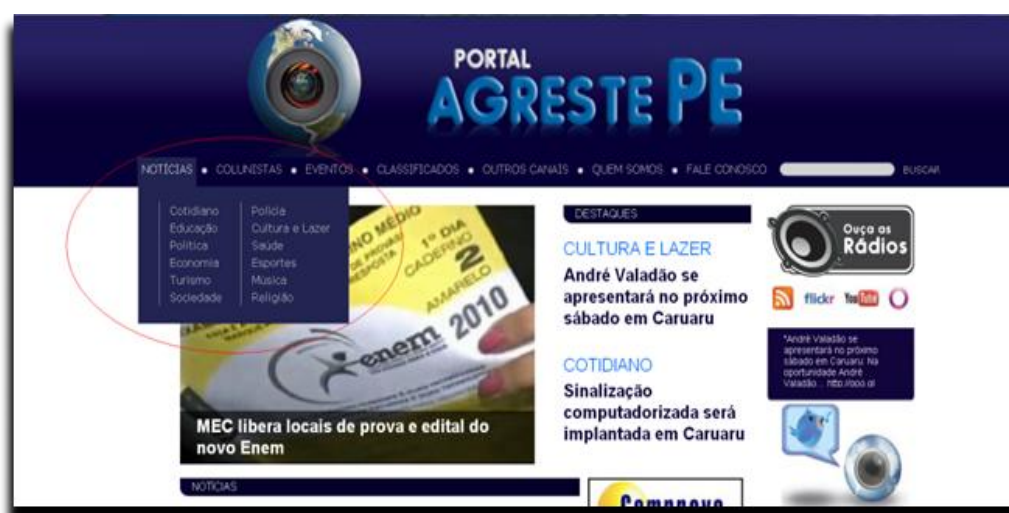 PORTAL
AGRESTE PE
NOTÍCIAS • COLUNISTAS • EVENTOS • CLASSIFICADOS • OUTROS CANAIS • QUEM SOMOS • FALE CONOSCO BUSCAR
Cotidiano Polícia
Educação Cultura e Lazer
Política Saúde
Economia Esportes
Turismo Música
Sociedade Religião
1º DIA
CADERNO
2
AMARELO
enem 2010
MEC libera locais de prova e edital do
novo Enem
NOTÍCIAS
DESTAQUES
CULTURA E LAZER
André Valadão se
apresentará no próximo
sábado em Caruaru
COTIDIANO
Sinalização
computadorizada será
implantada em Caruaru
Ouça as
Rádios
flickr YouTube
"André Valadão se
apresentará no próximo
sábado em Caruaru: Na
oportunidade André
Valadão...